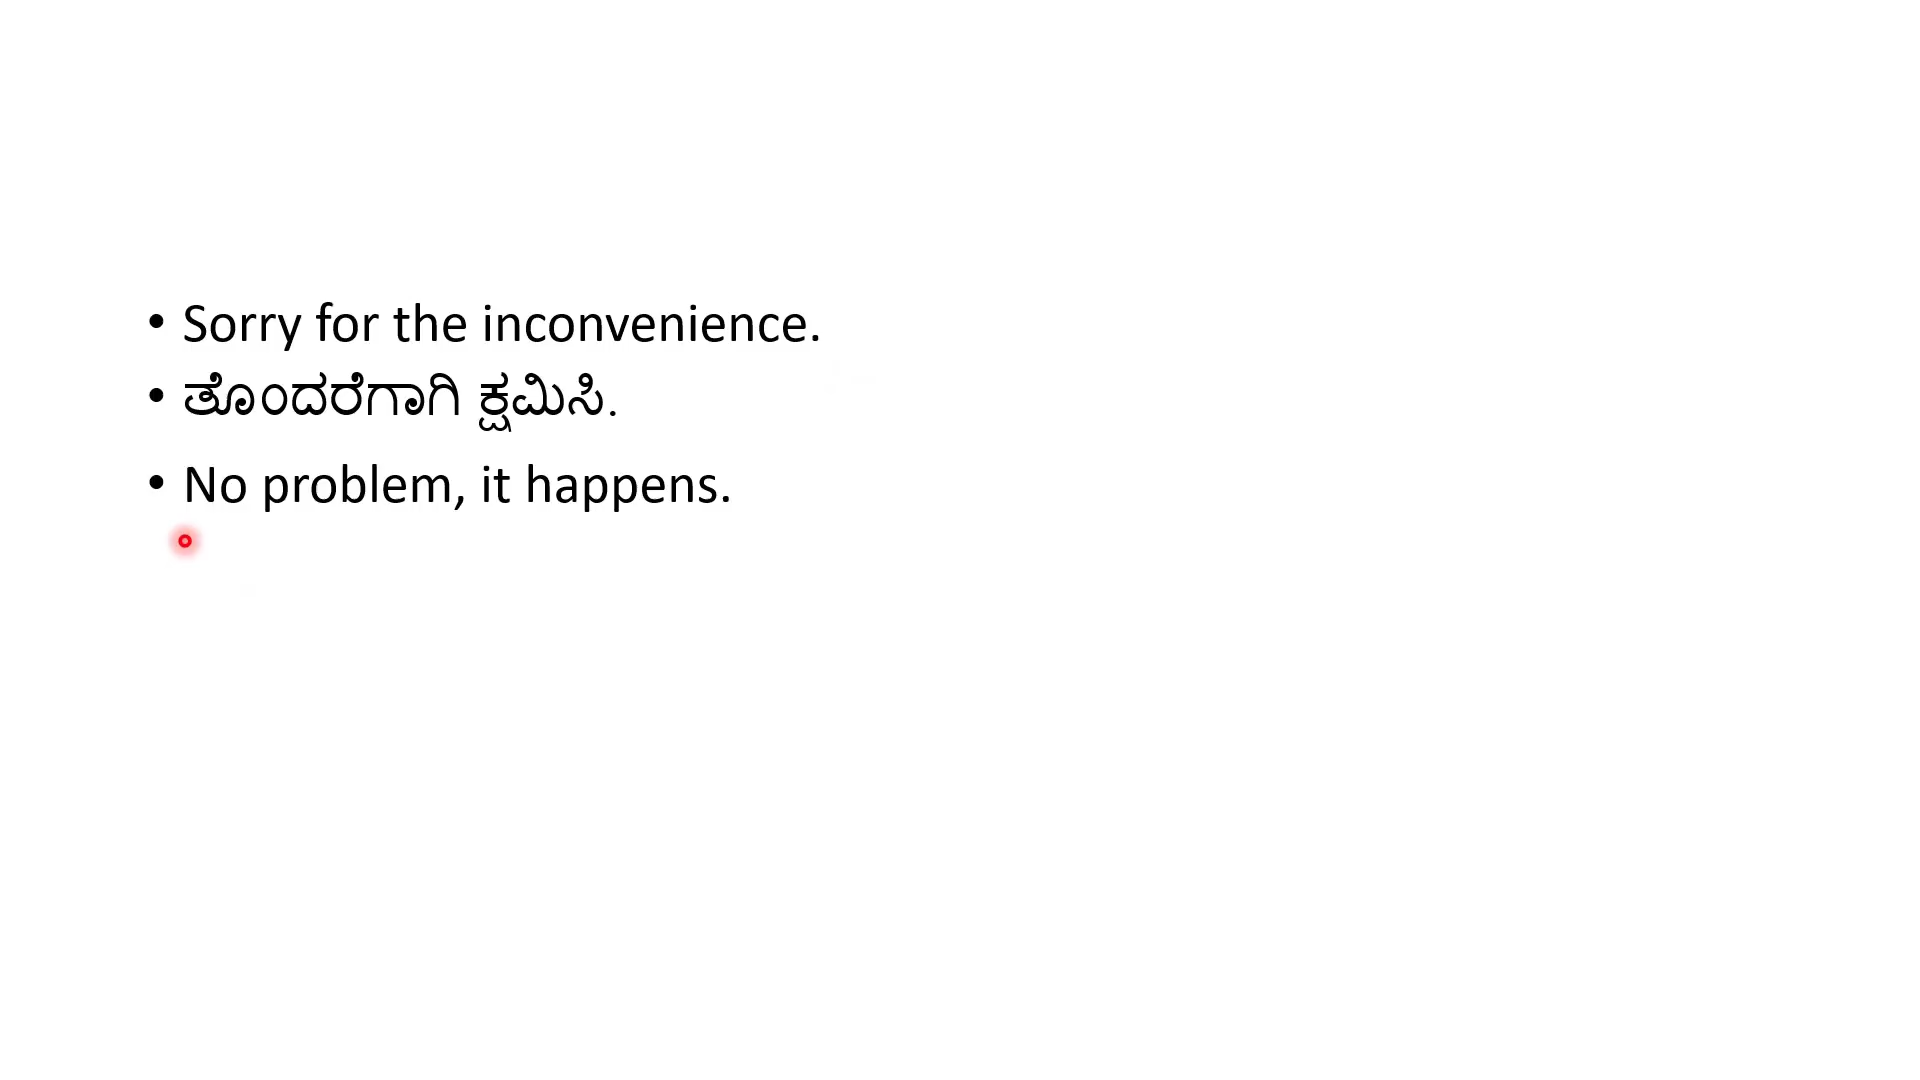 • Sorry for the inconvenience.
• ತೊಂದರೆಗಾಗಿ ಕ್ಷಮಿಸಿ.
• No problem, it happens.